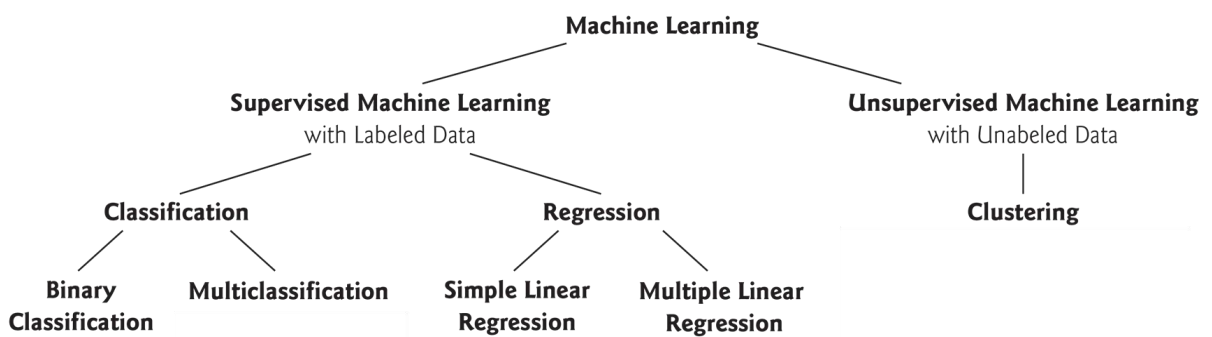 Machine Learning
Supervised Machine Learning
with Labeled Data
Unsupervised Machine Learning
with Unabeled Data
Classification
Regression
Clustering
Binary
Classification
Multiclassification
Simple Linear
Regression
Multiple Linear
Regression